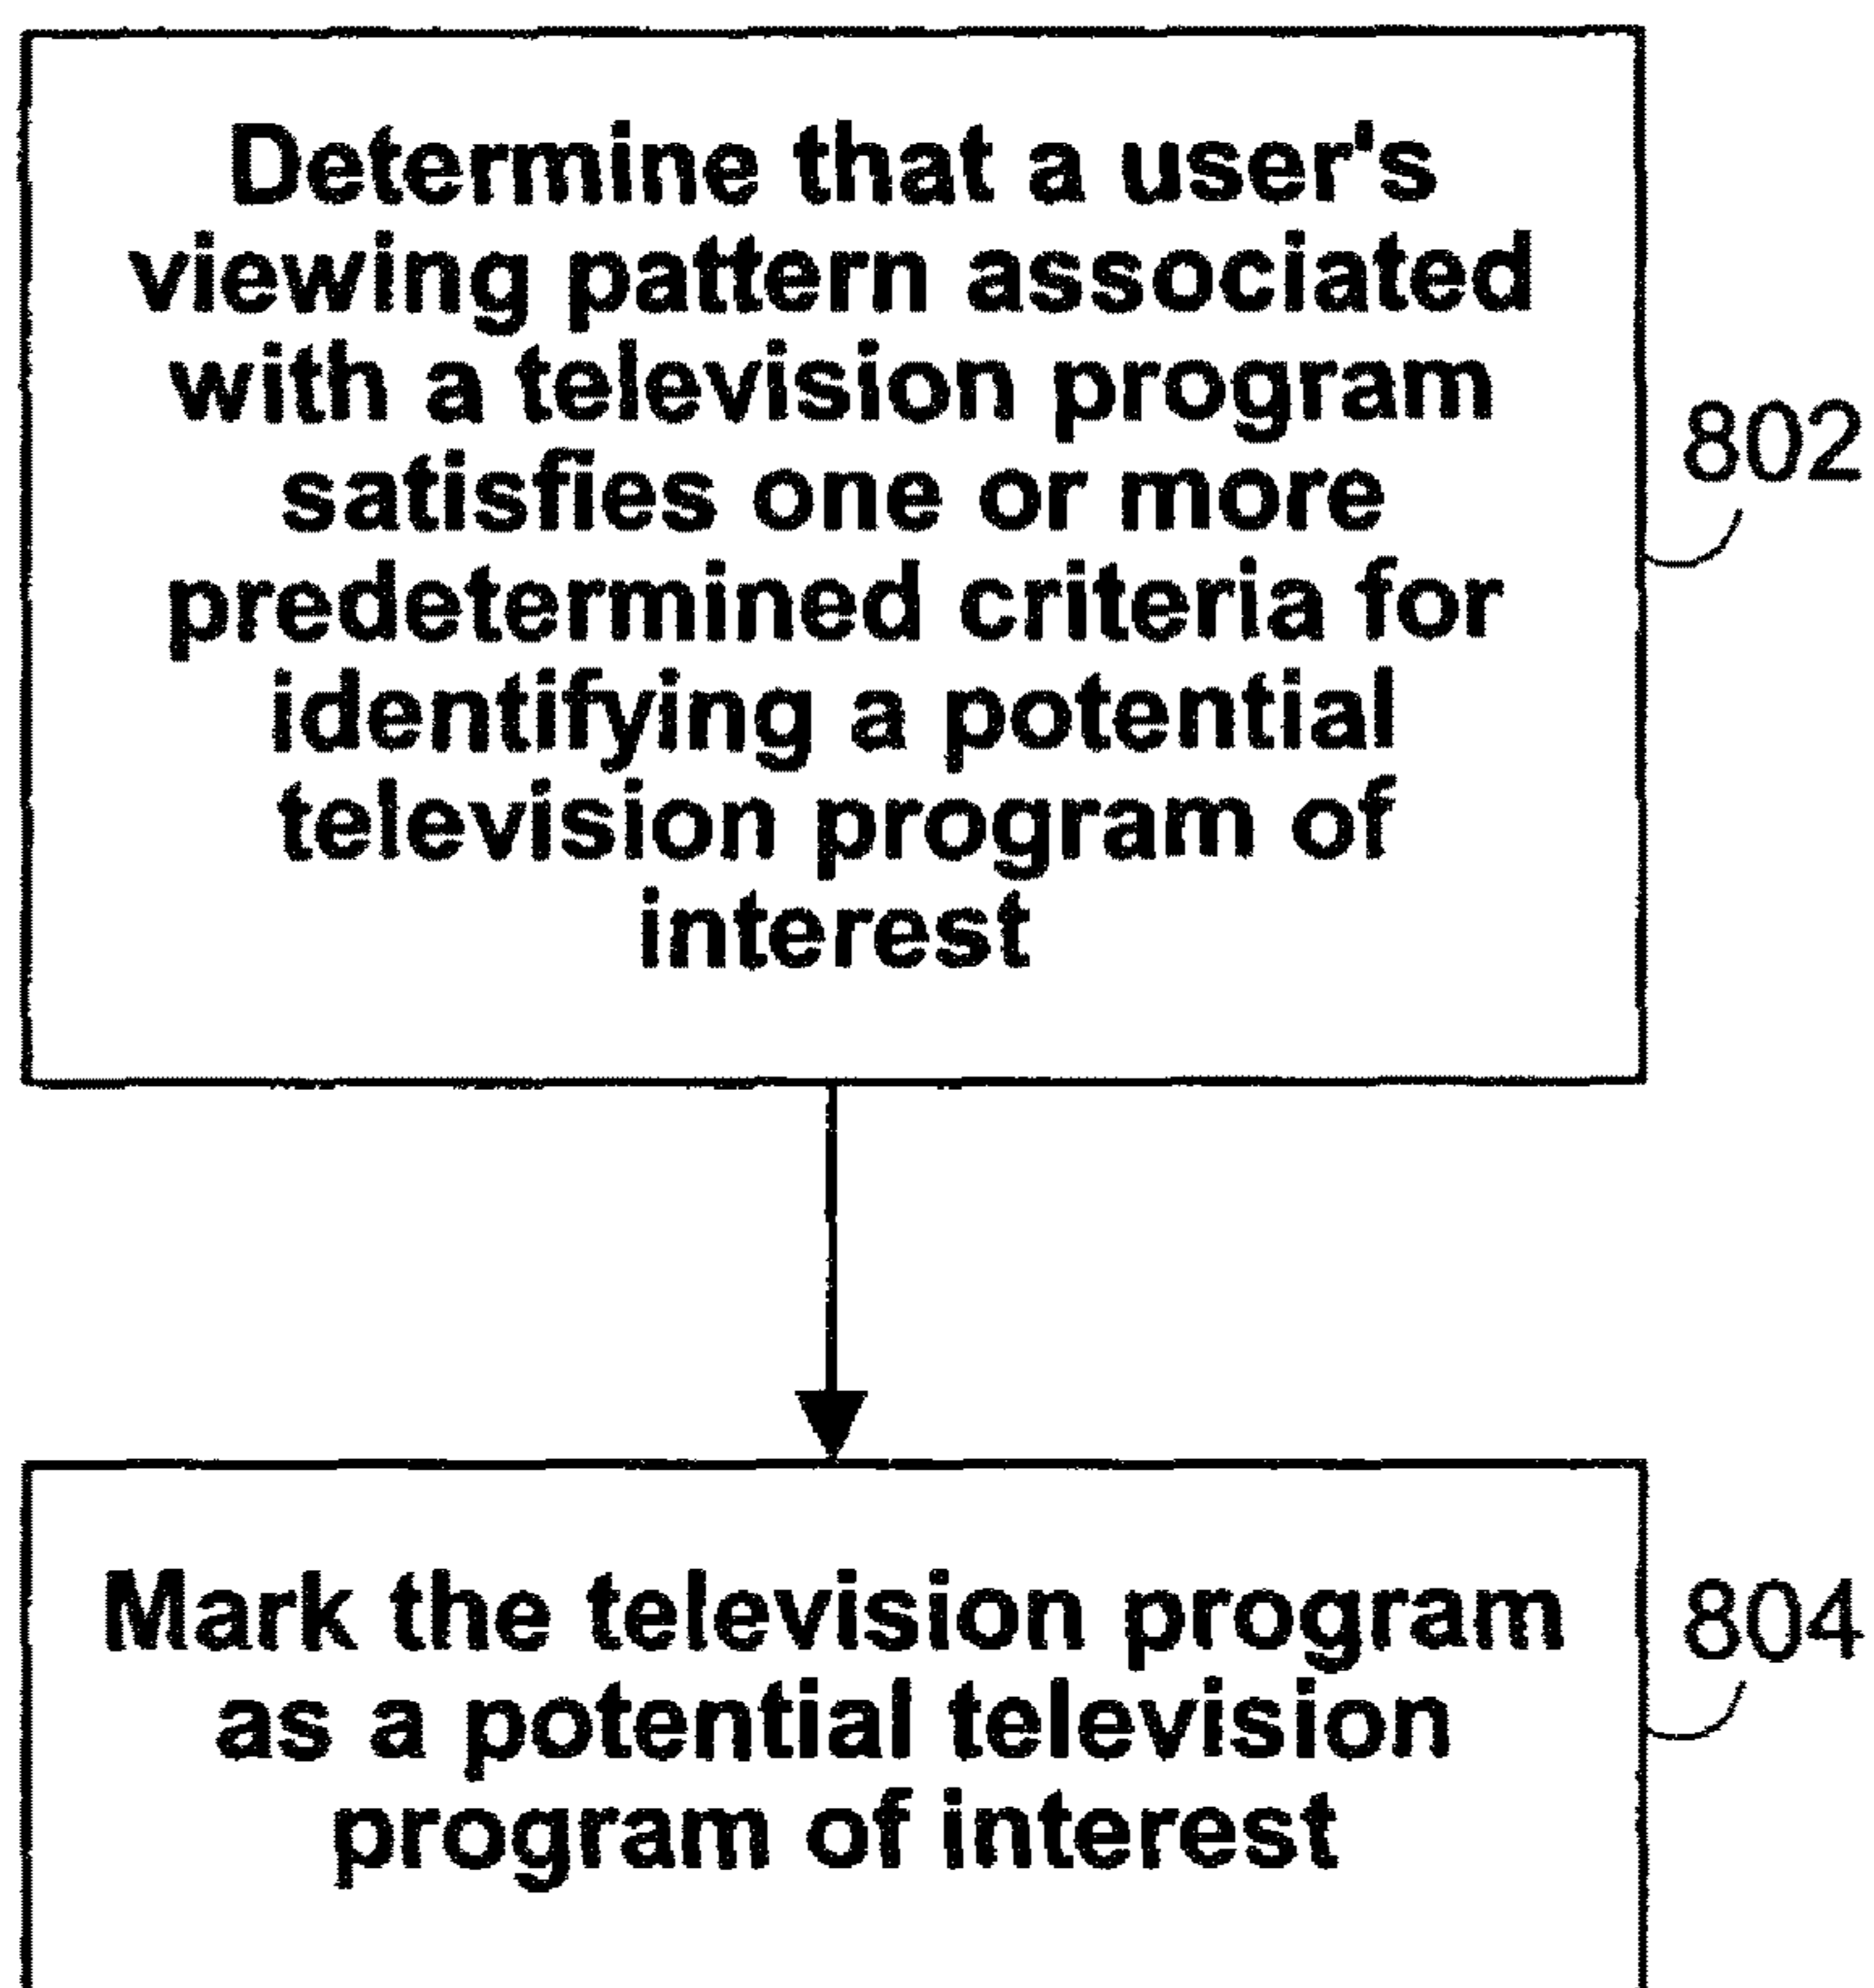 Determine that a user's
viewing pattern associated
with a television program
satisfies one or more
predetermined criteria for
identifying a potential
television program of
interest
802
Mark the television program
as a potential television
program of interest
804